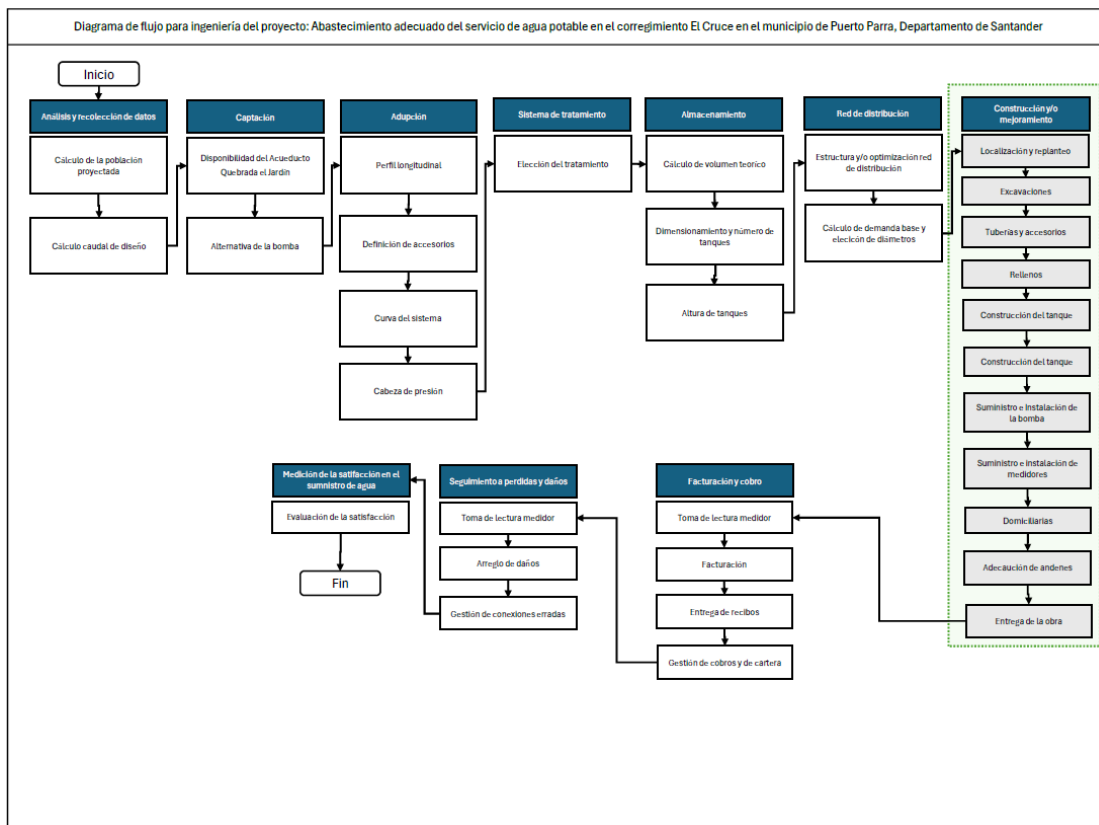 Diagrama de flujo para ingeniería del proyecto: Abastecimiento adecuado del servicio de agua potable en el corregimiento El Cruce en el municipio de Puerto Parra, Departamento de Santander
Inicio
Análisis y recolección de datos
Cálculo de la población
proyectada
Cálculo caudal de diseño
Captación
Disponibilidad del Acueducto
Quebrada el Jardín
Alternativa de la bomba
Adupción
Perfil longitudinal
Definición de accesorios
Curva del sistema
Cabeza de presión
Sistema de tratamiento
Elección del tratamiento
Almacenamiento
Cálculo de volumen teoríco
Dimensionamiento y número de
tanques
Altura de tanques
Red de distribución
Estructura y/o optimización red
de distribución
Cálculo de demanda base y
eleción de diámetros
Construcción y/o
mejoramiento
Localización y replanteo
Excavaciones
Tuberías y accesorios
Rellenos
Construcción del tanque
Construcción del tanque
Suministro e instalación de
la bomba
Suministro e instalación de
medidores
Domiciliarias
Adecaución de andenes
Entrega de la obra
Facturación y cobro
Toma de lectura medidor
Facturación
Entrega de recibos
Gestión de cobros y de cartera
Seguimiento a perdidas y daños
Toma de lectura medidor
Arreglo de daños
Gestión de conexiones erradas
Medición de la satifacción en el
sumnistro de agua
Evaluación de la satisfacción
Fin